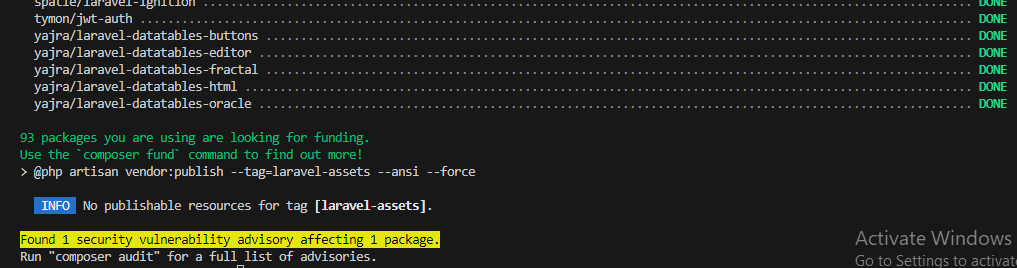 spatie/laravel-ignition ........................................................................................................ DONE
tymon/jwt-auth ................................................................................................................. DONE
yajra/laravel-datatables-buttons ............................................................................................... DONE
yajra/laravel-datatables-editor ................................................................................................ DONE
yajra/laravel-datatables-fractal ............................................................................................... DONE
yajra/laravel-datatables-html .................................................................................................. DONE
yajra/laravel-datatables-oracle ................................................................................................ DONE
93 packages you are using are looking for funding.
Use the `composer fund` command to find out more!
> @php artisan vendor:publish --tag=laravel-assets --ansi --force
INFO No publishable resources for tag [laravel-assets].
Found 1 security vulnerability advisory affecting 1 package.
Run "composer audit" for a full list of advisories.
Activate Windows
Go to Settings to activat